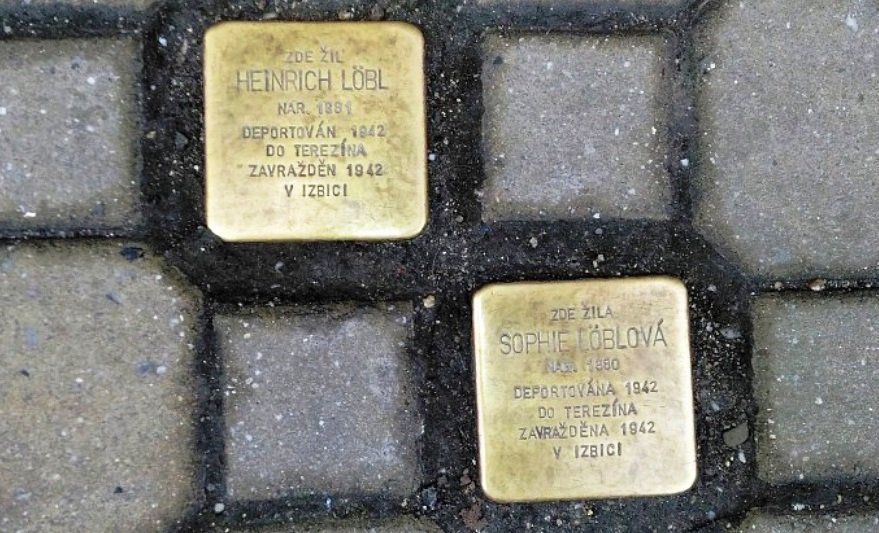 ZDE ŽIL
HEINRICH LÖBL
NAR. 1881
DEPORTOVÁN 1942
DO TEREZÍNA
ZAVRAŽDĚN 1942
V IZBICI
ZDE ŽILA
SOPHIE LÖBLOVÁ
NAR. 1880
DEPORTOVÁNA 1942
DO TEREZÍNA
ZAVRAŽDĚNA 1942
V IZBICI